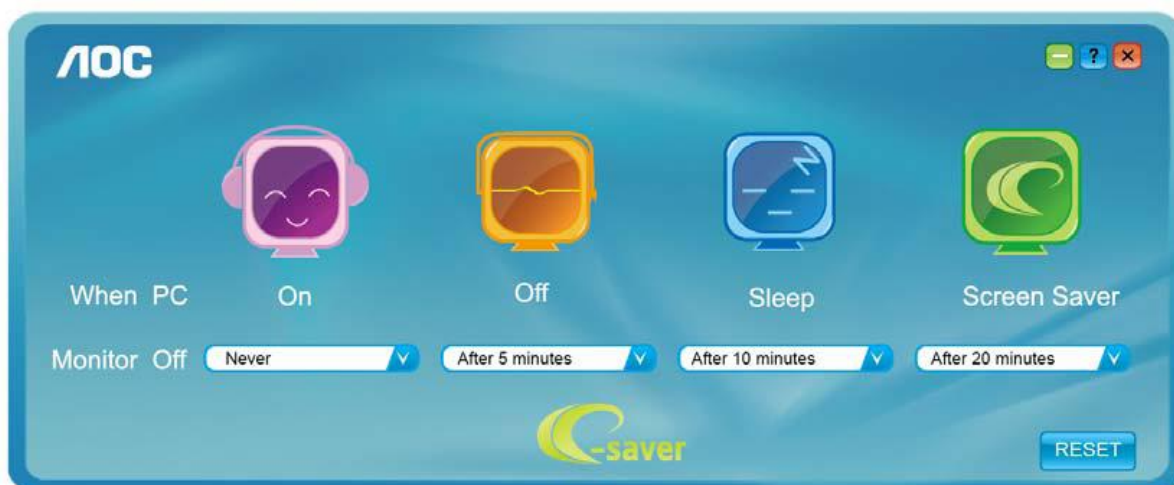 AOC
?
When PC On Off Sleep Screen Saver
Monitor Off Never After 5 minutes After 10 minutes After 20 minutes
e-saver
RESET